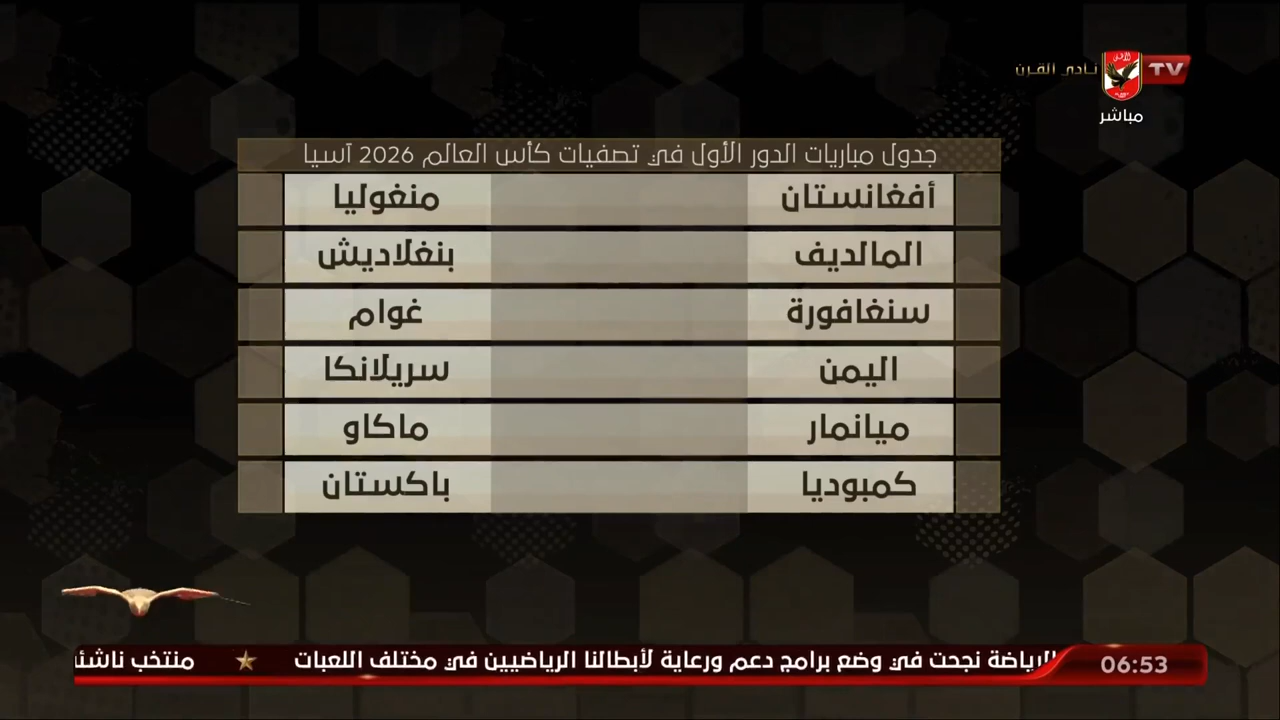 نادي القرن
TV
مباشر
جدول مباريات الدور الأول في تصفيات كأس العالم 2026 آسيا
أفغانستان منغوليا
المالديف بنغلاديش
سنغافورة غوام
اليمن سريلانكا
ميانمار ماكاو
كمبوديا باكستان
06:53
الرياضة نجحت في وضع برامج دعم ورعاية لأبطالنا الرياضيين في مختلف اللعبات
منتخب